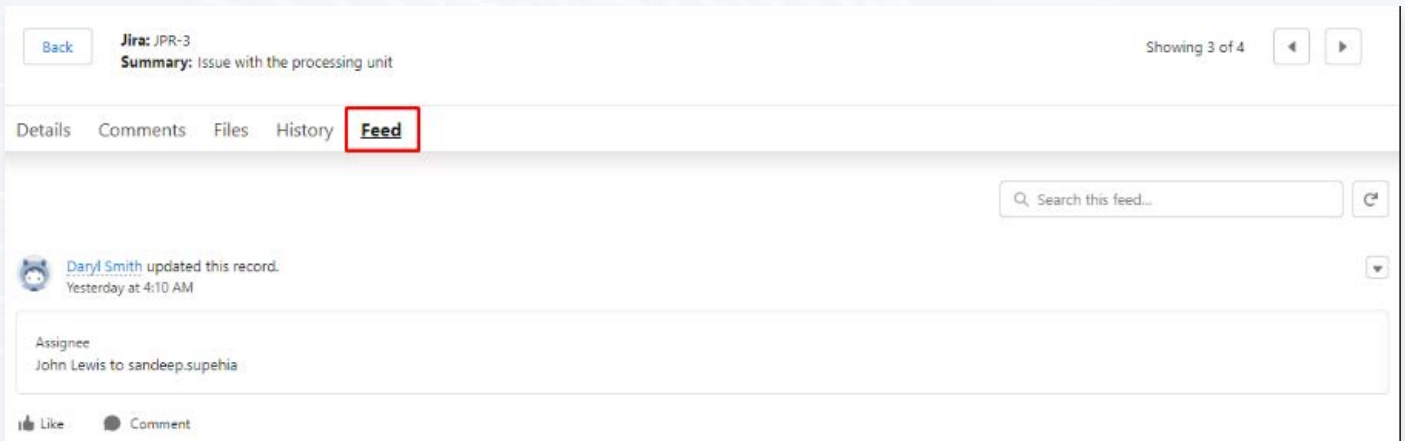 Back
Jira: JPR-3
Summary: Issue with the processing unit
Showing 3 of 4
Details Comments Files History Feed
Search this feed...
Daryl Smith updated this record.
Yesterday at 4:10 AM
Assignee
John Lewis to sandeep.supehia
Like Comment